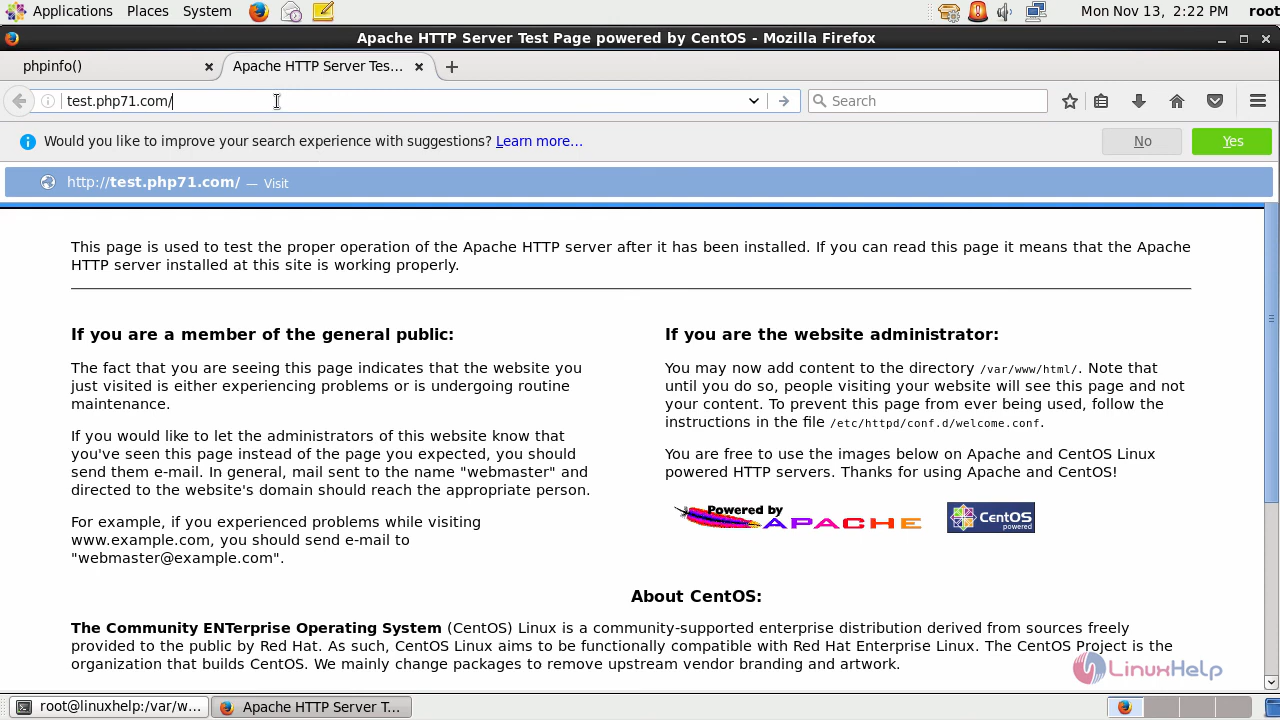 Applications Places System Mon Nov 13, 2:22 PM root
Apache HTTP Server Test Page powered by CentOS - Mozilla Firefox
phpinfo() Apache HTTP Server Tes...
test.php71.com/ Search
Would you like to improve your search experience with suggestions? Learn more... No Yes
http://test.php71.com/ — Visit
This page is used to test the proper operation of the Apache HTTP server after it has been installed. If you can read this page it means that the Apache
HTTP server installed at this site is working properly.
If you are a member of the general public:
The fact that you are seeing this page indicates that the website you
just visited is either experiencing problems or is undergoing routine
maintenance.
If you would like to let the administrators of this website know that
you've seen this page instead of the page you expected, you should
send them e-mail. In general, mail sent to the name "webmaster" and
directed to the website's domain should reach the appropriate person.
For example, if you experienced problems while visiting
www.example.com, you should send e-mail to
"webmaster@example.com".
If you are the website administrator:
You may now add content to the directory /var/www/html/. Note that
until you do so, people visiting your website will see this page and not
your content. To prevent this page from ever being used, follow the
instructions in the file /etc/httpd/conf.d/welcome.conf.
You are free to use the images below on Apache and CentOS Linux
powered HTTP servers. Thanks for using Apache and CentOS!
Powered by
APACHE
CentOS
powered
About CentOS:
The Community ENTerprise Operating System (CentOS) Linux is a community-supported enterprise distribution derived from sources freely
provided to the public by Red Hat. As such, CentOS Linux aims to be functionally compatible with Red Hat Enterprise Linux. The CentOS Project is the
organization that builds CentOS. We mainly change packages to remove upstream vendor branding and artwork.
LinuxHelp
root@linuxhelp:/var/w... Apache HTTP Server T...